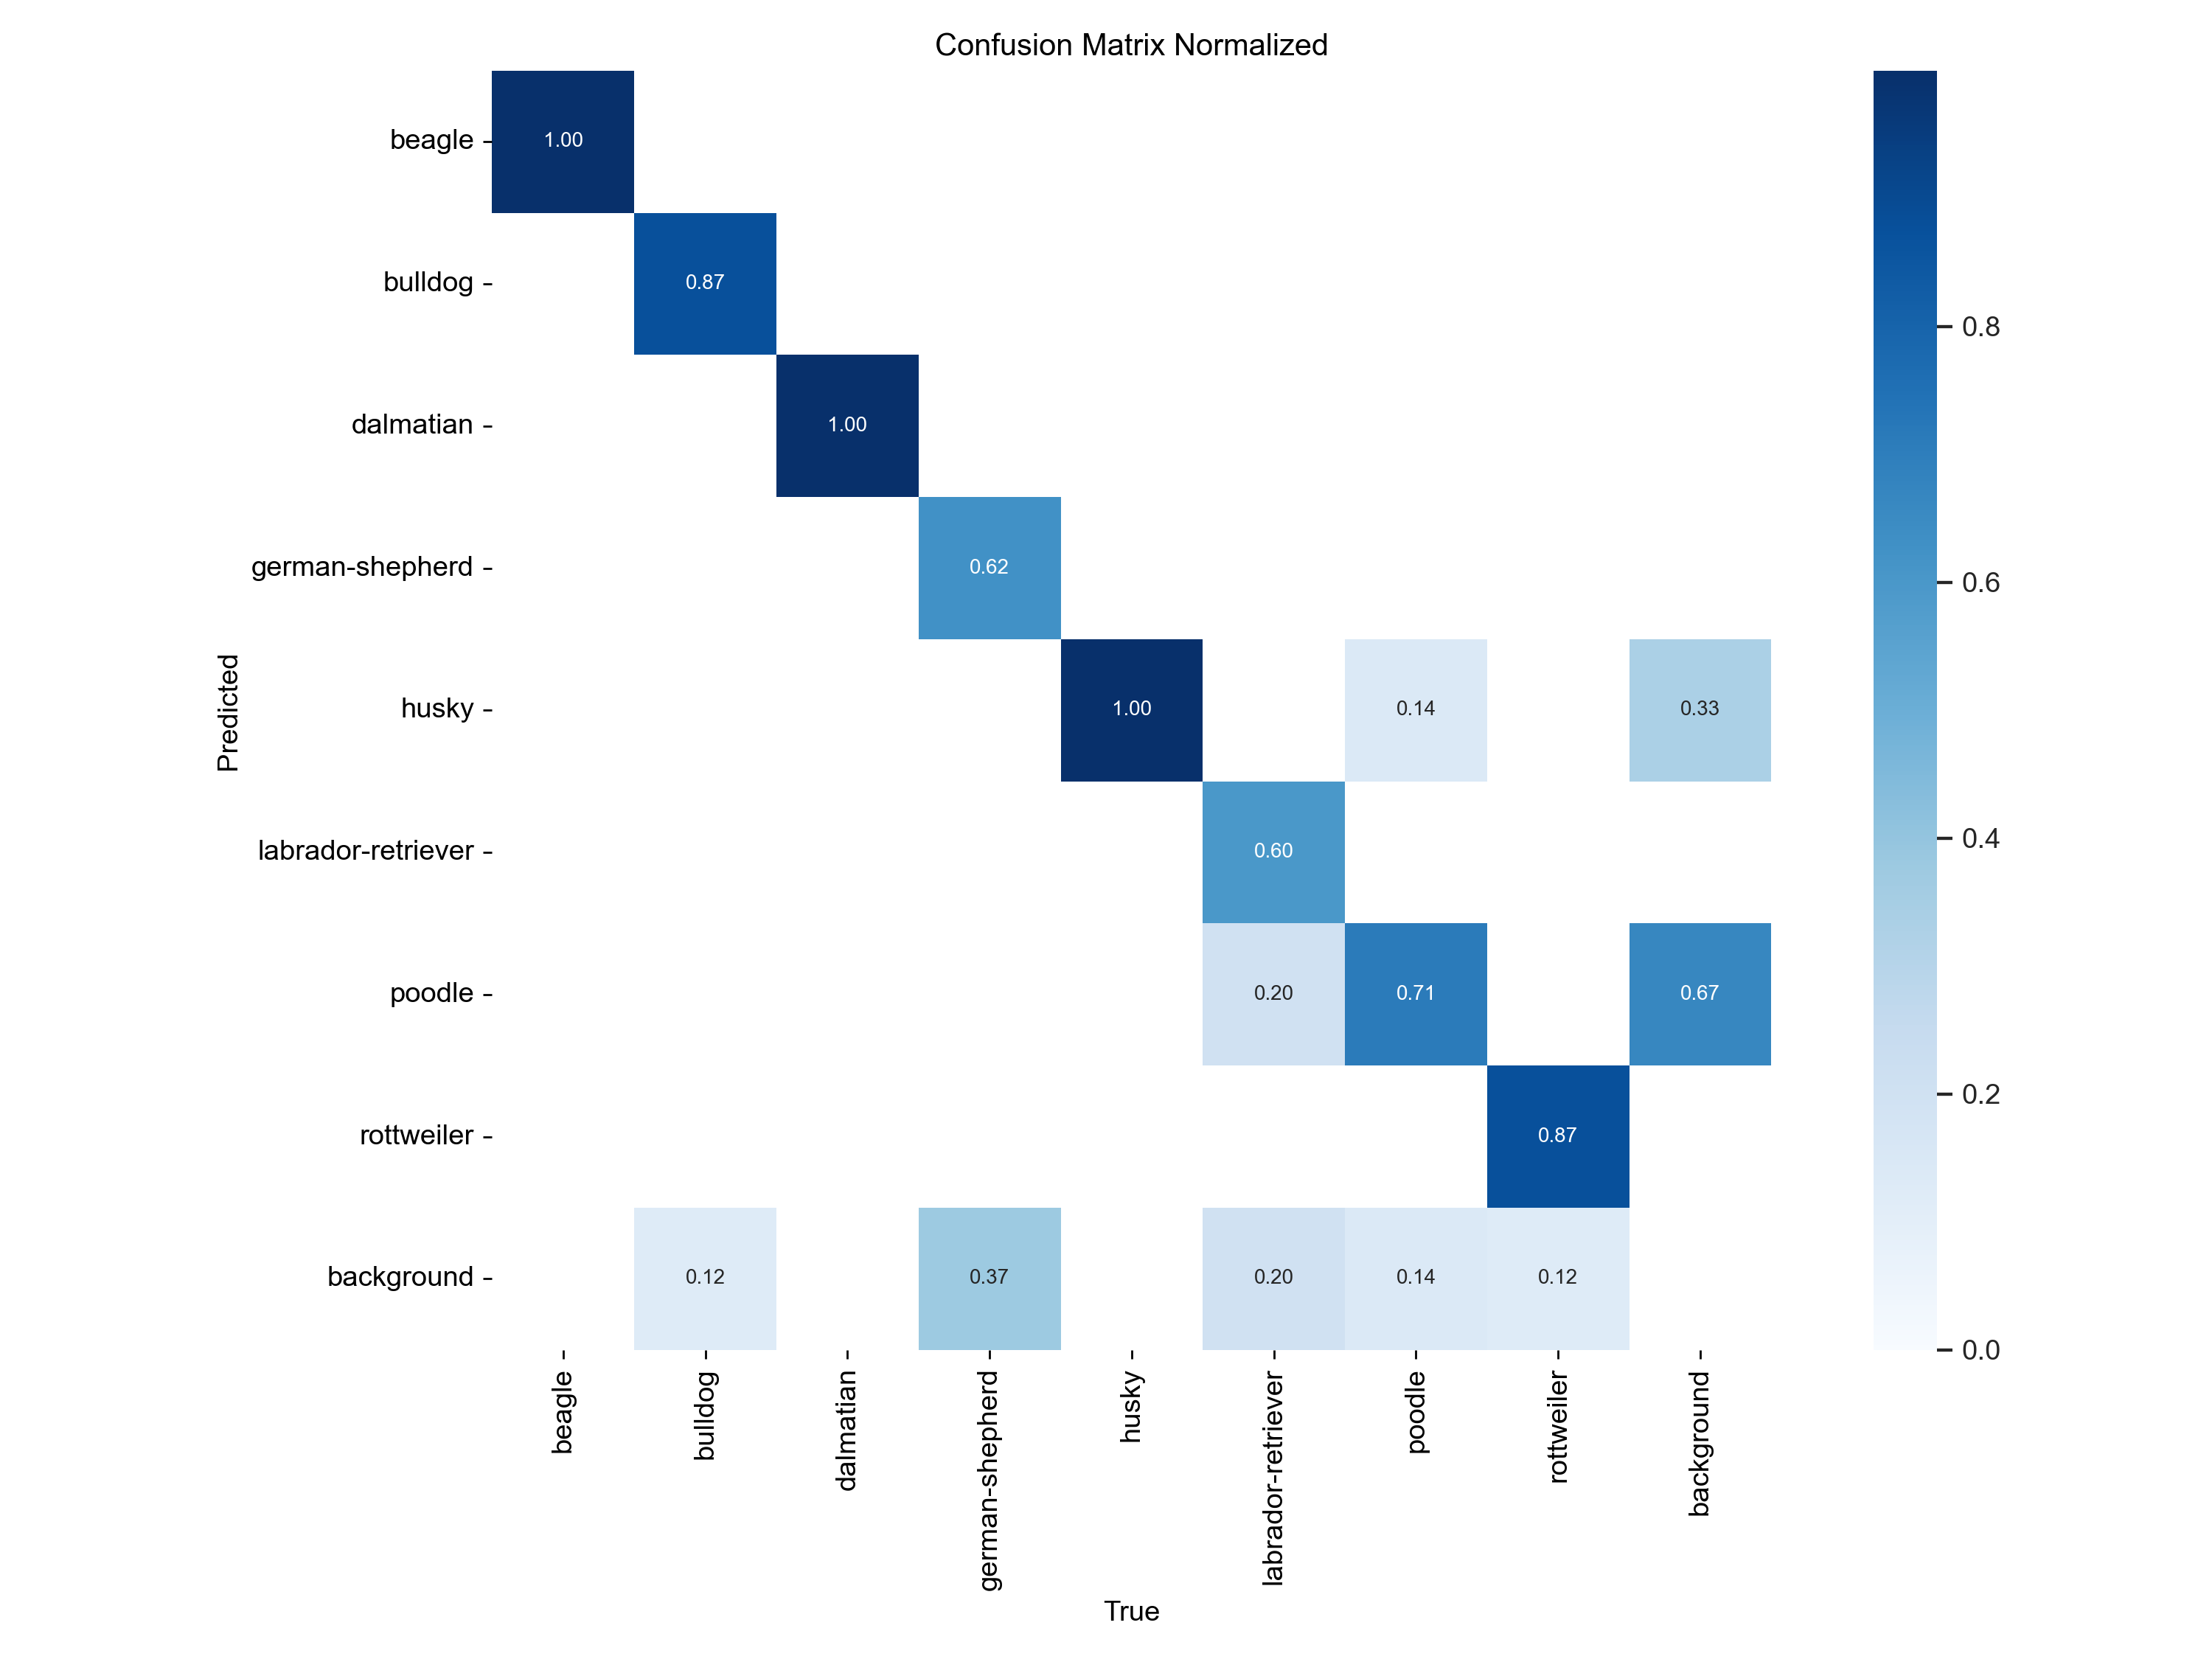 Confusion Matrix Normalized
Predicted
beagle
1.00
bulldog
0.87
dalmatian
1.00
german-shepherd
0.62
husky
1.00
0.14
0.33
labrador-retriever
0.60
poodle
0.20
0.71
0.67
rottweiler
0.87
background
0.12
0.37
0.20
0.14
0.12
beagle
bulldog
dalmatian
german-shepherd
husky
labrador-retriever
poodle
rottweiler
background
True
0.8
0.6
0.4
0.2
0.0